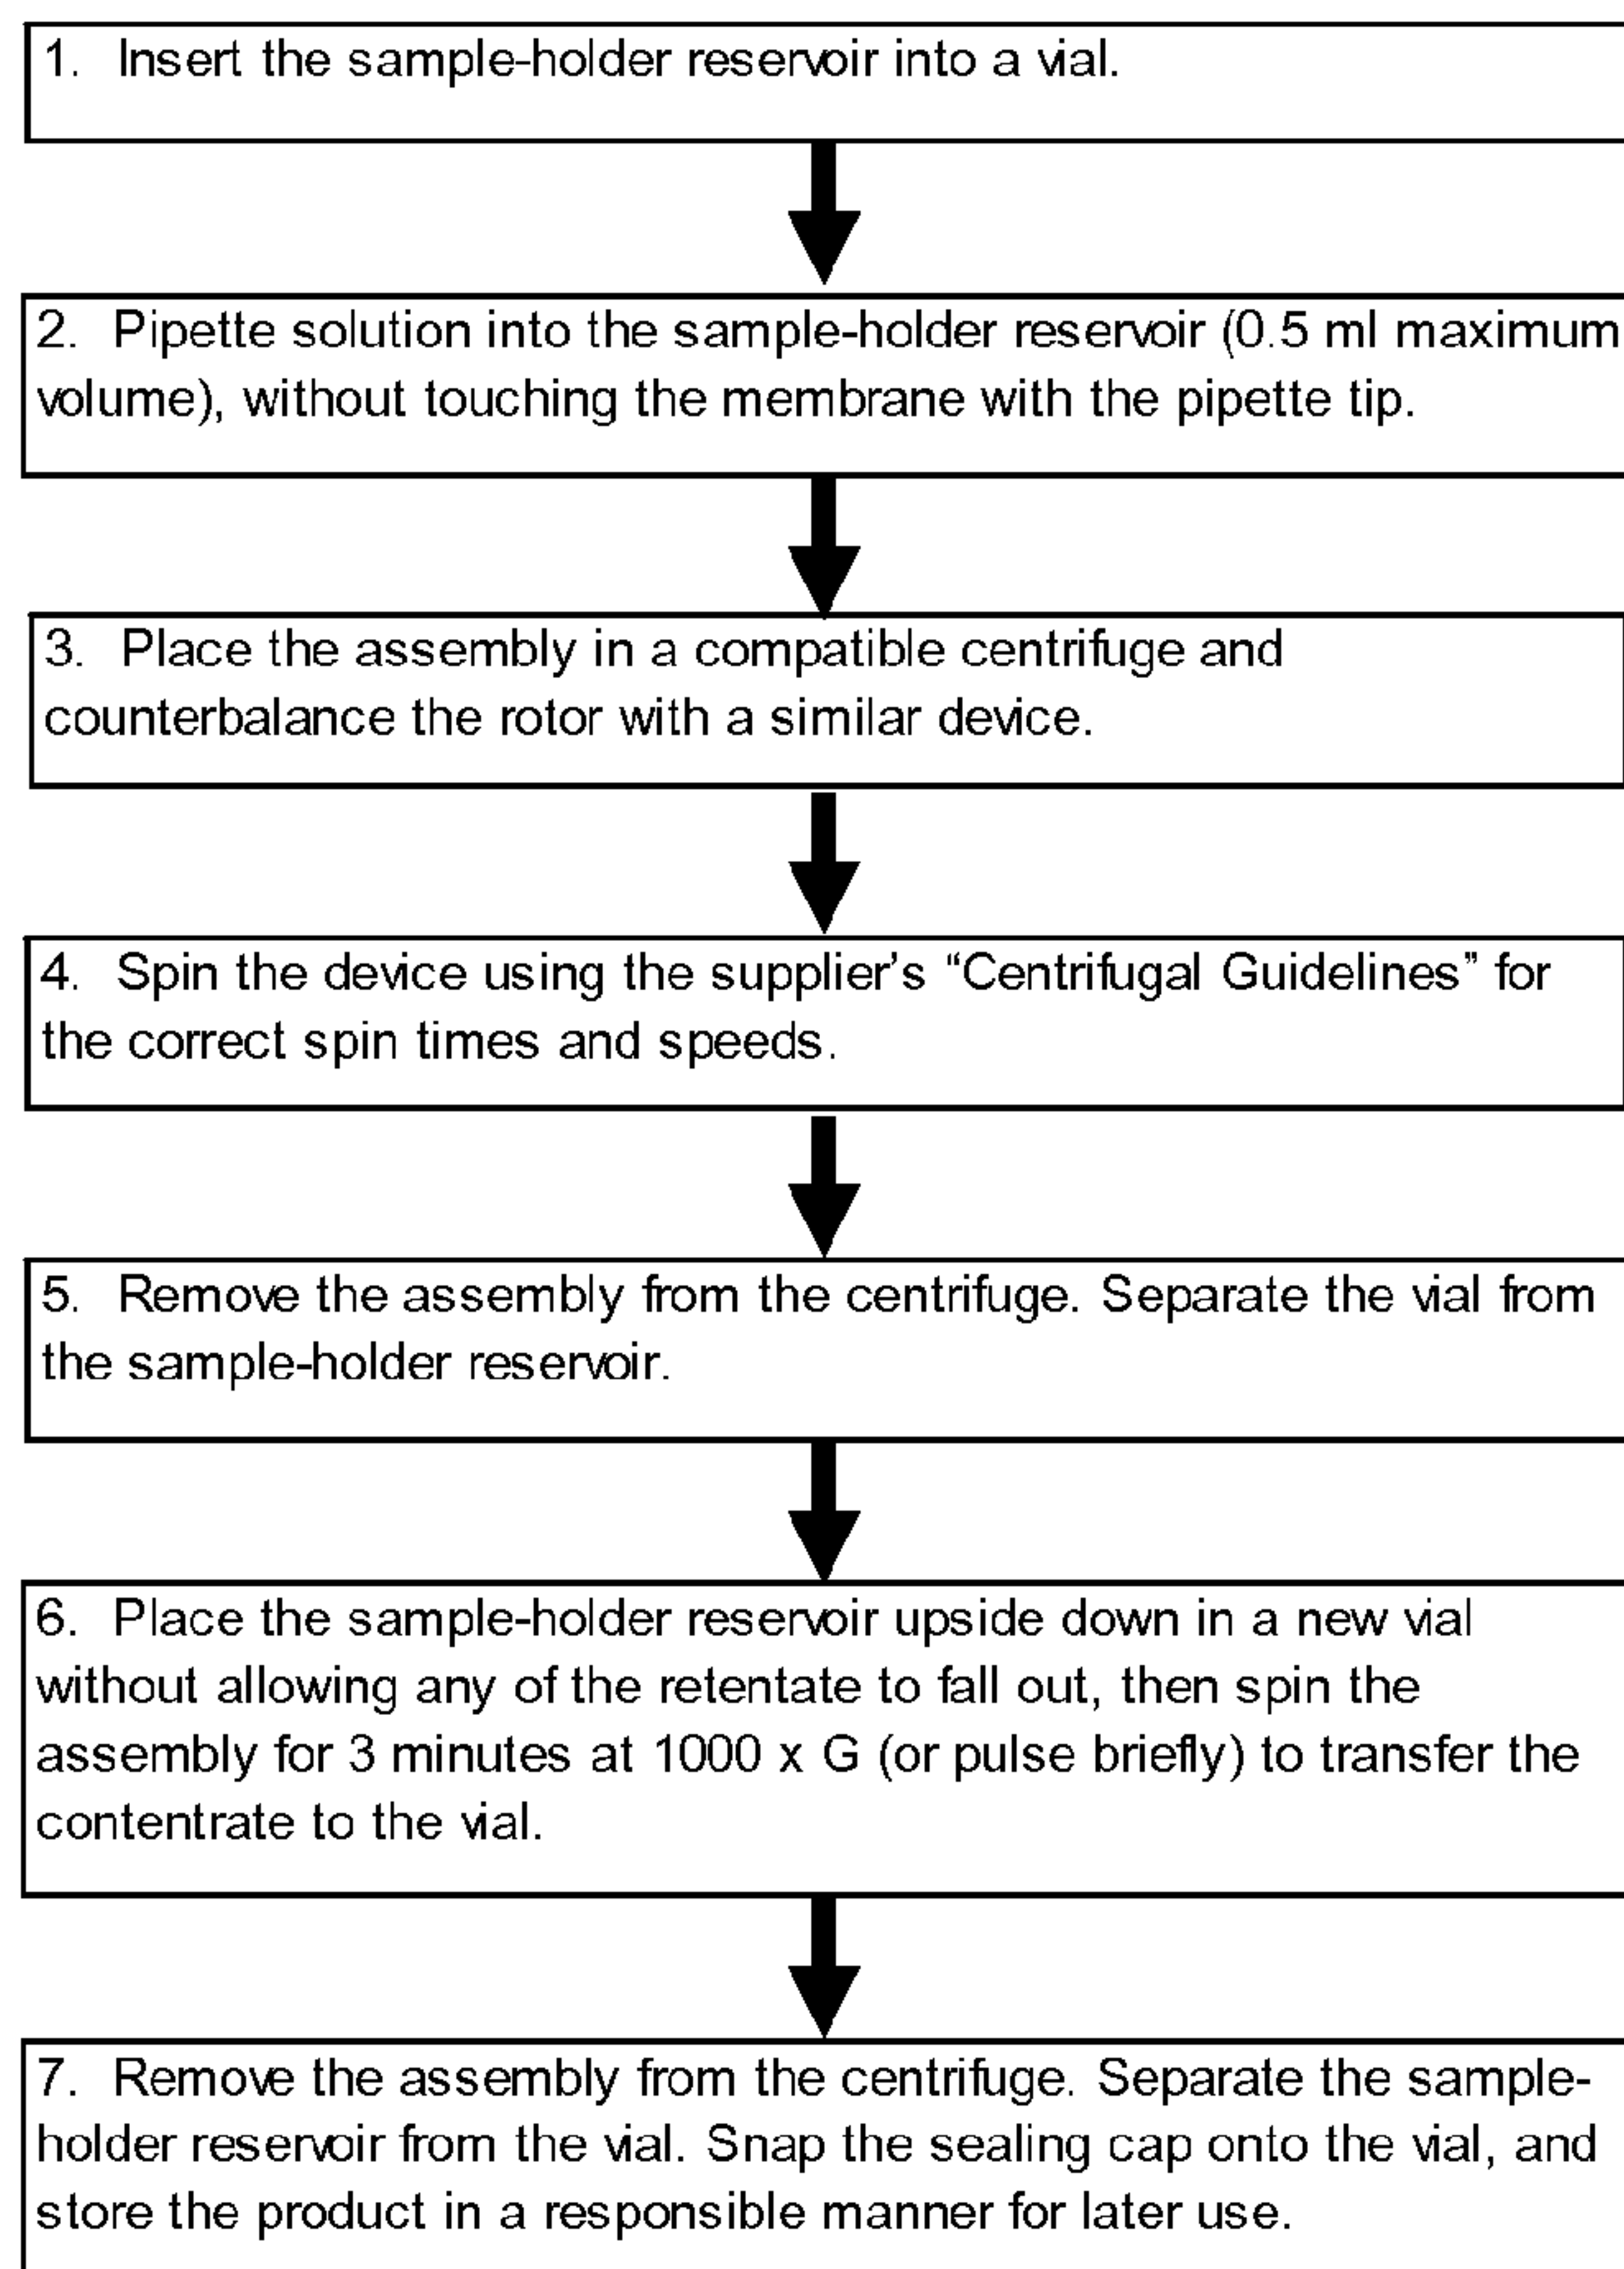 1. Insert the sample-holder reservoir into a vial.
2. Pipette solution into the sample-holder reservoir (0.5 ml maximum
volume), without touching the membrane with the pipette tip.
3. Place the assembly in a compatible centrifuge and
counterbalance the rotor with a similar device.
4. Spin the device using the supplier's “Centrifugal Guidelines” for
the correct spin times and speeds.
5. Remove the assembly from the centrifuge. Separate the vial from
the sample-holder reservoir.
6. Place the sample-holder reservoir upside down in a new vial
without allowing any of the retentate to fall out, then spin the
assembly for 3 minutes at 1000 x G (or pulse briefly) to transfer the
contentrate to the vial.
7. Remove the assembly from the centrifuge. Separate the sample-
holder reservoir from the vial. Snap the sealing cap onto the vial, and
store the product in a responsible manner for later use.